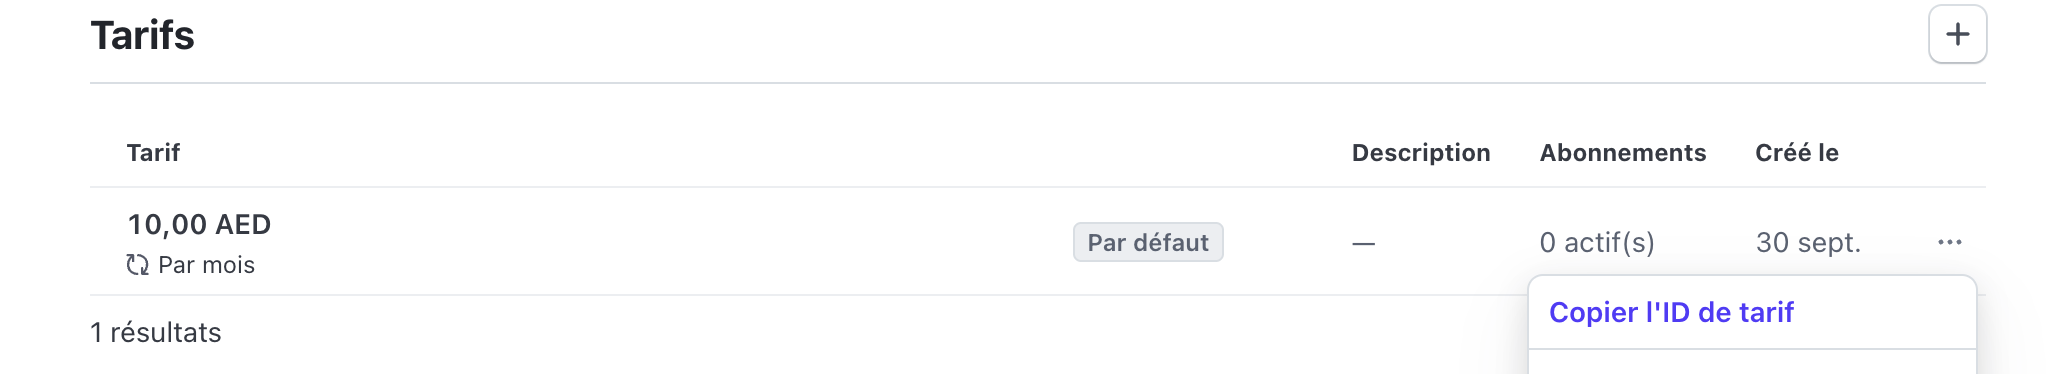 Tarifs
Tarif Description Abonnements Créé le
10,00 AED Par défaut — 0 actif(s) 30 sept. ···
Par mois
Copier l'ID de tarif
1 résultats